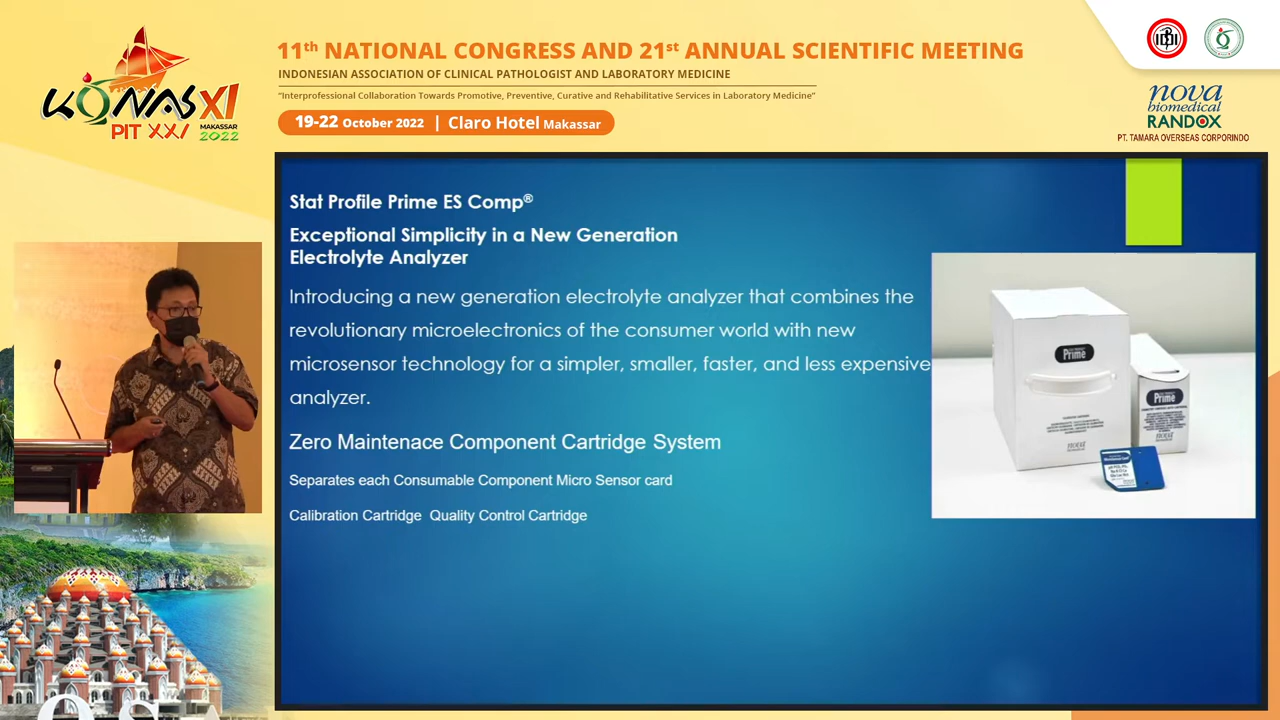 KONAS XI
PIT XXI
MAKASSAR
2022
11th NATIONAL CONGRESS AND 21st ANNUAL SCIENTIFIC MEETING
INDONESIAN ASSOCIATION OF CLINICAL PATHOLOGIST AND LABORATORY MEDICINE
"Interprofessional Collaboration Towards Promotive, Preventive, Curative and Rehabilitative Services in Laboratory Medicine"
19-22 October 2022 | Claro Hotel Makassar
nova
biomedical
RANDOX
PT. TAMARA OVERSEAS CORPORINDO
Stat Profile Prime ES Comp®
Exceptional Simplicity in a New Generation
Electrolyte Analyzer
Introducing a new generation electrolyte analyzer that combines the
revolutionary microelectronics of the consumer world with new
microsensor technology for a simpler, smaller, faster, and less expensive
analyzer.
Zero Maintenace Component Cartridge System
Separates each Consumable Component Micro Sensor card
Calibration Cartridge Quality Control Cartridge
Prime
nova
Prime
nova